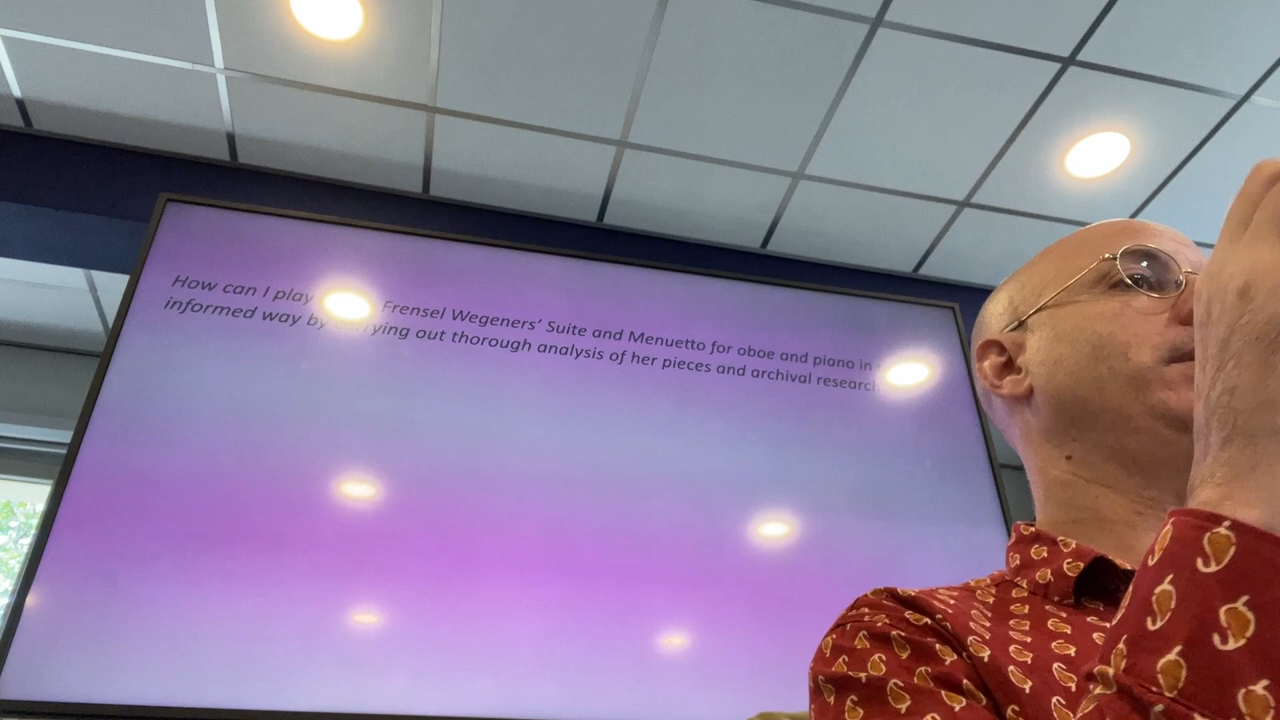 How can I play Frensel Wegeners’ Suite and Menuetto for oboe and piano in
informed way by carrying out thorough analysis of her pieces and archival research